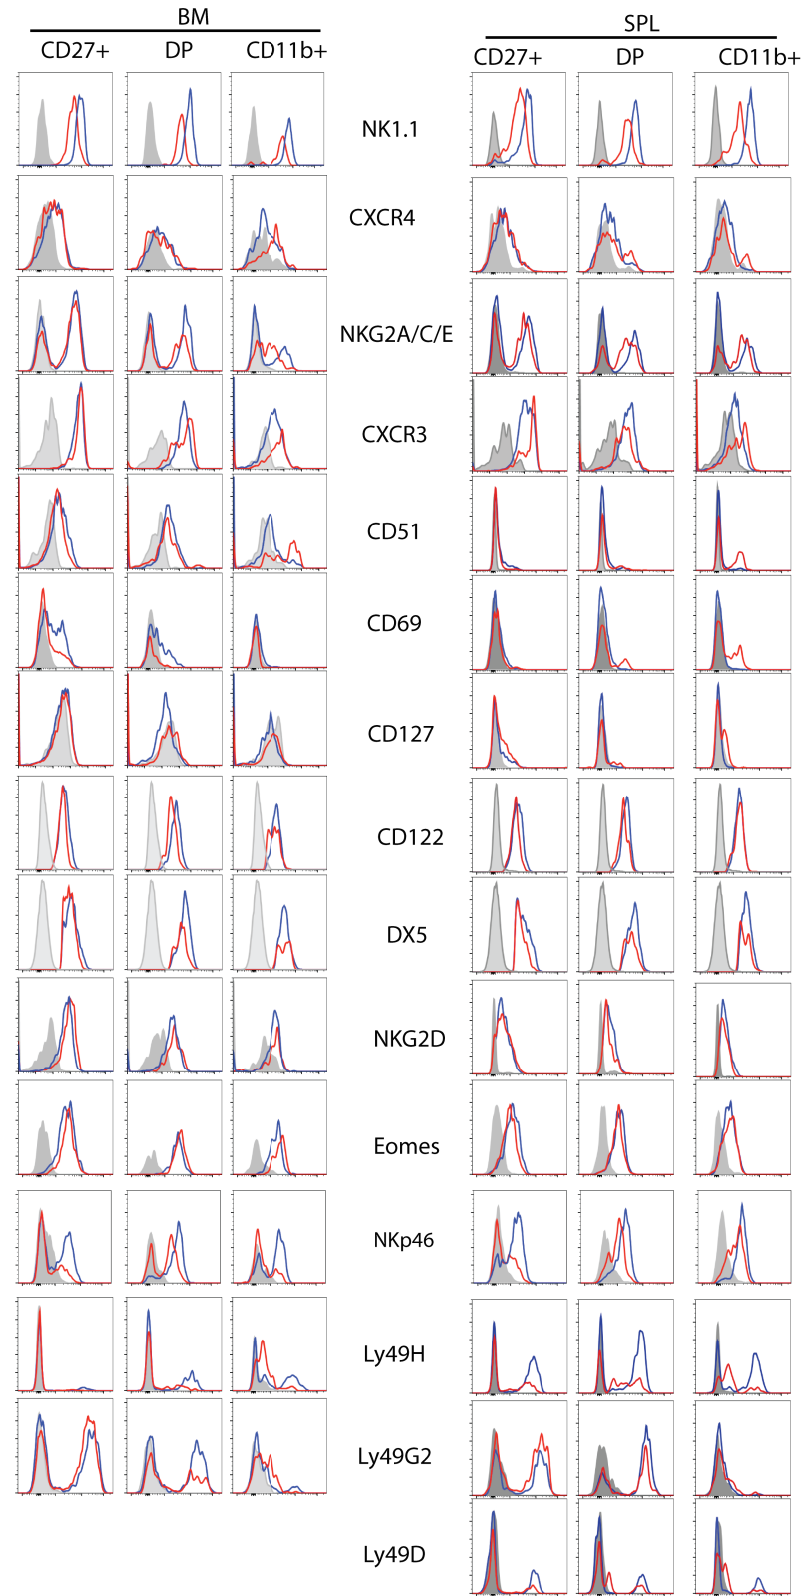 BM
SPL
CD27+ DP CD11b+
CD27+ DP CD11b+
NK1.1
CXCR4
NKG2A/C/E
CXCR3
CD51
CD69
CD127
CD122
DX5
NKG2D
Eomes
NKp46
Ly49H
Ly49G2
Ly49D